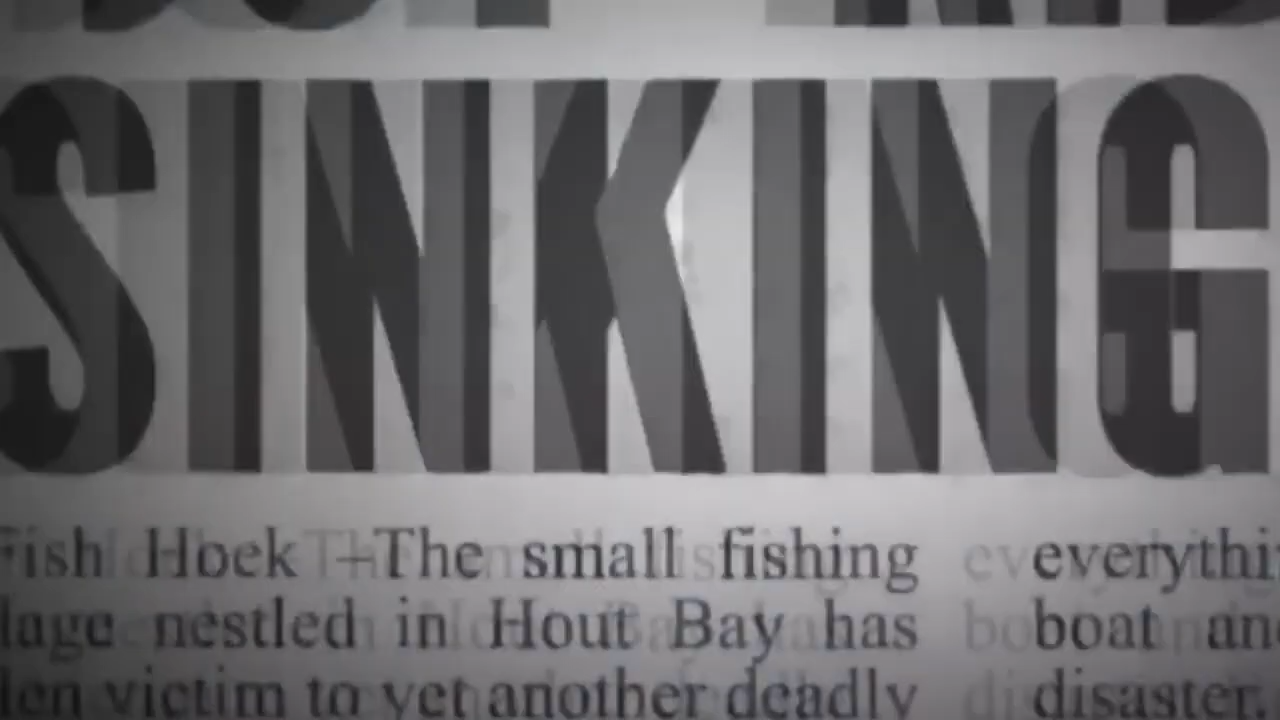 SINKING
Fish Hoek –The small fishing everythi
lage nestled in Hout Bay has boat an
len victim to yet another deadly disaster.